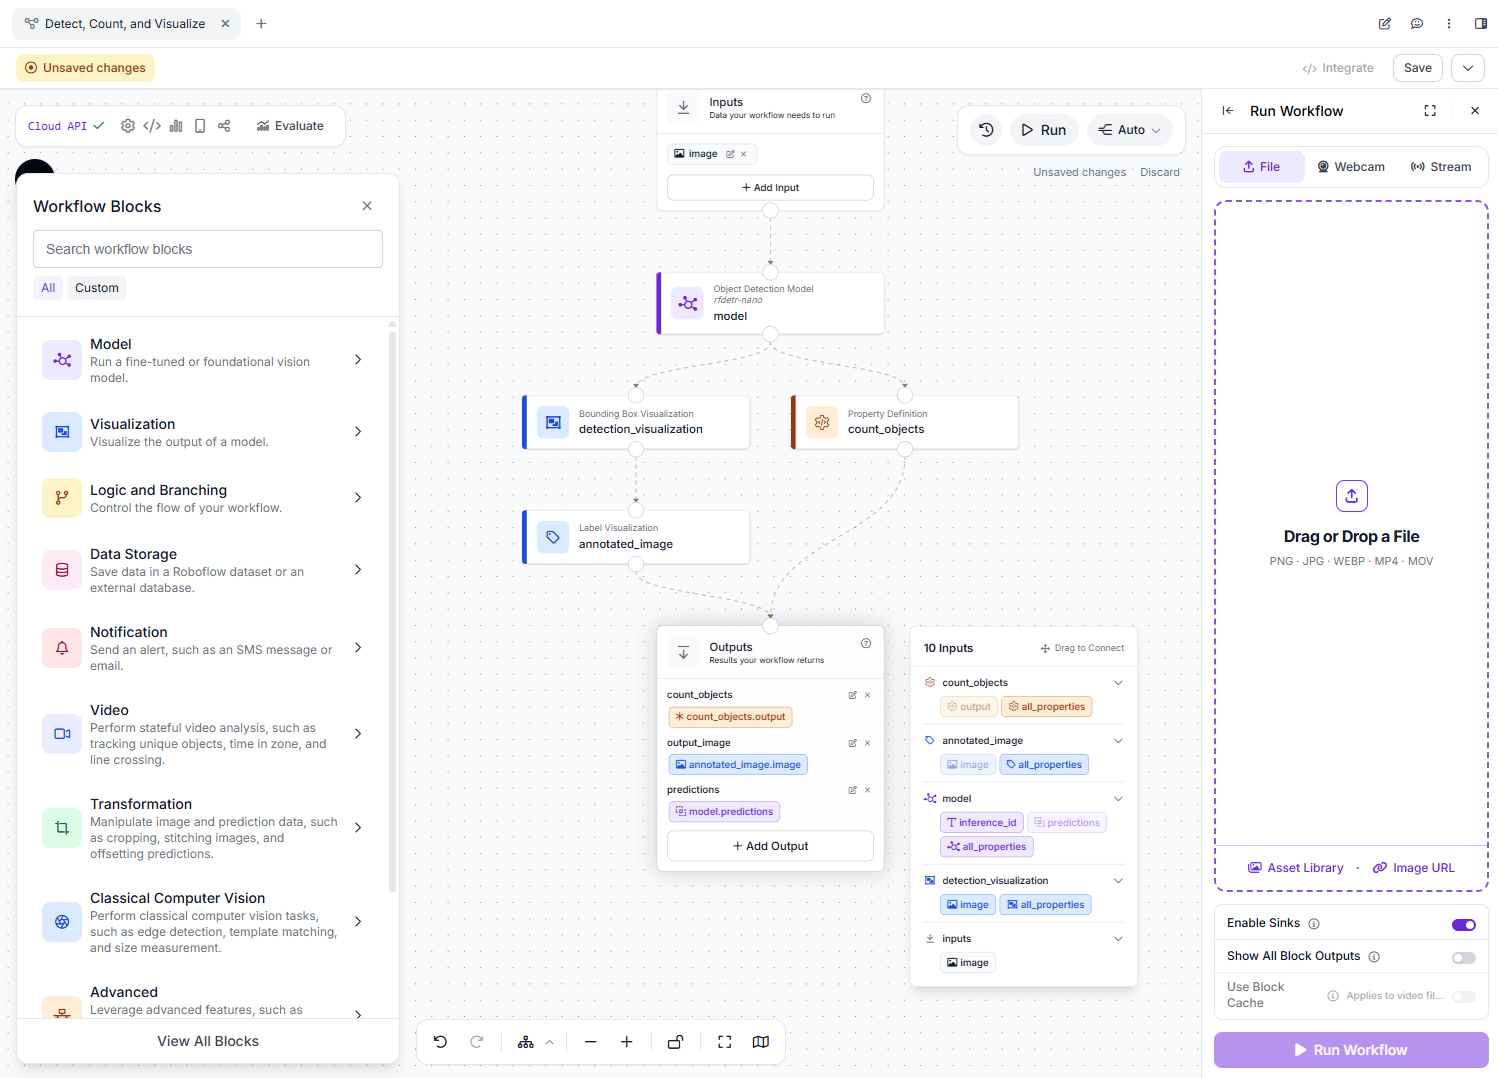 Detect, Count, and Visualize
Unsaved changes
Integrate
Save
Cloud API
Evaluate
Workflow Blocks
Search workflow blocks
All
Custom
Model
Run a fine-tuned or foundational vision
model.
Visualization
Visualize the output of a model.
Logic and Branching
Control the flow of your workflow.
Data Storage
Save data in a Roboflow dataset or an
external database.
Notification
Send an alert, such as an SMS message or
email.
Video
Perform stateful video analysis, such as
tracking unique objects, time in zone, and
line crossing.
Transformation
Manipulate image and prediction data, such
as cropping, stitching images, and
offsetting predictions.
Classical Computer Vision
Perform classical computer vision tasks,
such as edge detection, template matching,
and size measurement.
Advanced
Leverage advanced features, such as
View All Blocks
Inputs
Data your workflow needs to run
image
+ Add Input
Run
Auto
Unsaved changes
Discard
Object Detection Model
rfdetr-nano
model
Bounding Box Visualization
detection_visualization
Property Definition
count_objects
Label Visualization
annotated_image
Outputs
Results your workflow returns
count_objects
count_objects.output
output_image
annotated_image.image
predictions
model.predictions
+ Add Output
10 Inputs
Drag to Connect
count_objects
output
all_properties
annotated_image
image
all_properties
model
inference_id
predictions
all_properties
detection_visualization
image
all_properties
inputs
image
Run Workflow
File
Webcam
Stream
Drag or Drop a File
PNG · JPG · WEBP · MP4 · MOV
Asset Library · Image URL
Enable Sinks
Show All Block Outputs
Use Block
Cache
Applies to video fil...
Run Workflow